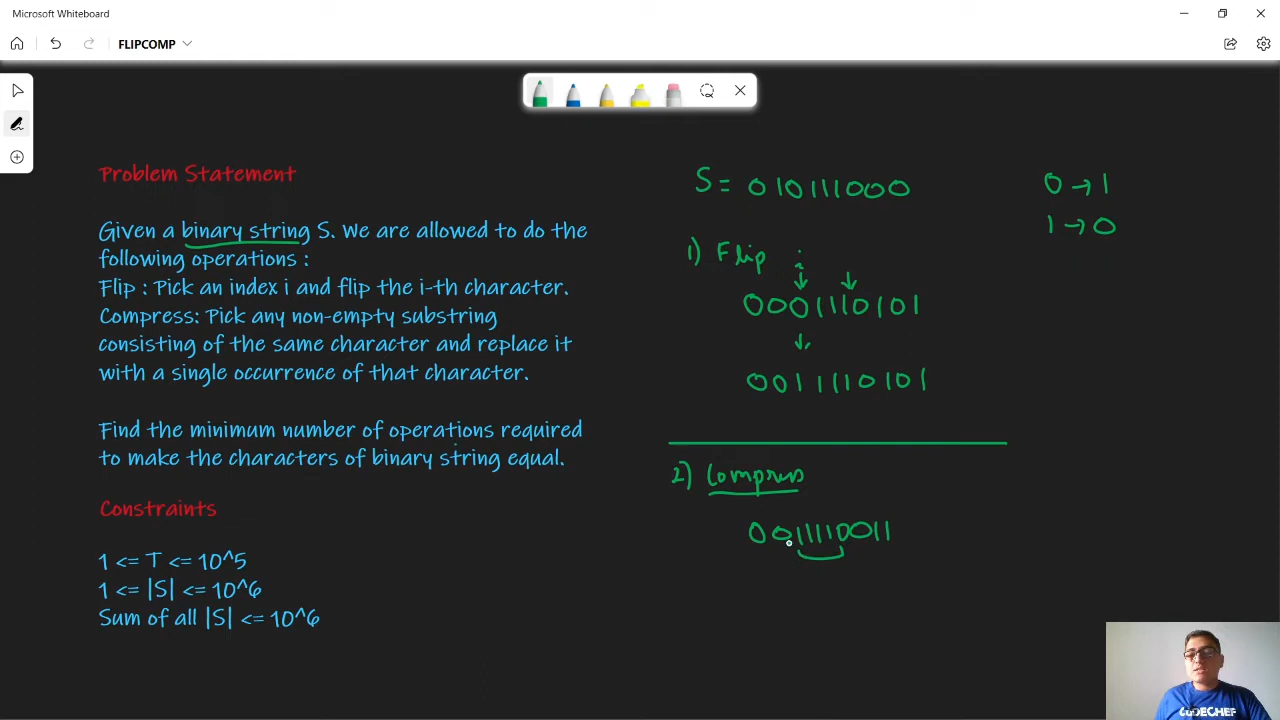 Microsoft Whiteboard
FLIPCOMP
Problem Statement
Given a binary string S. We are allowed to do the
following operations :
Flip : Pick an index i and flip the i-th character.
Compress: Pick any non-empty substring
consisting of the same character and replace it
with a single occurrence of that character.
Find the minimum number of operations required
to make the characters of binary string equal.
Constraints
1 <= T <= 10^5
1 <= |S| <= 10^6
Sum of all |S| <= 10^6
S = 010111000
0 → 1
1 → 0
1) Flip
i
0001110101
0011110101
2) Compress
0011110011
CODECHEF